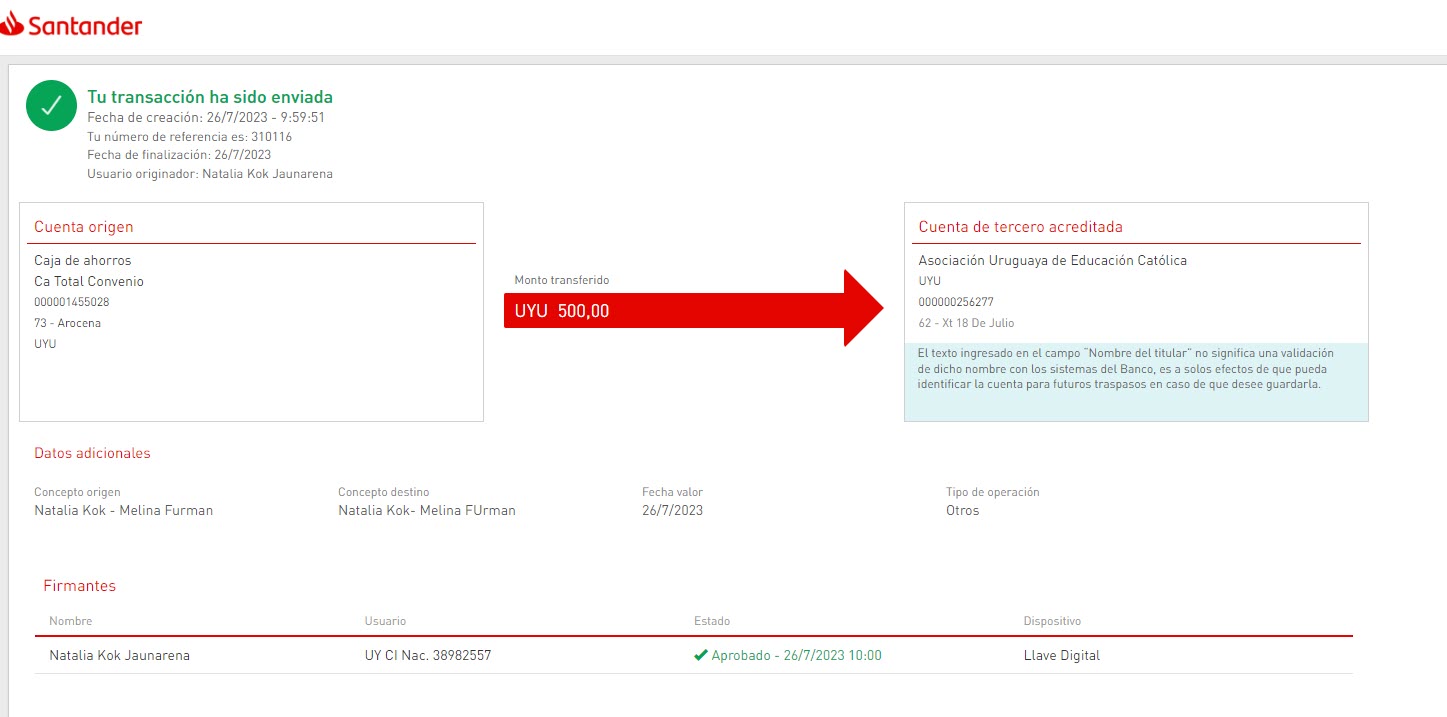 Santander
Tu transacción ha sido enviada
Fecha de creación: 26/7/2023 - 9:59:51
Tu número de referencia es: 310116
Fecha de finalización: 26/7/2023
Usuario originador: Natalia Kok Jaunarena
Cuenta origen
Caja de ahorros
Ca Total Convenio
000001455028
73 - Arocena
UYU
Monto transferido
UYU 500,00
Cuenta de tercero acreditada
Asociación Uruguaya de Educación Católica
UYU
000000256277
62 - Xt 18 De Julio
El texto ingresado en el campo "Nombre del titular" no significa una validación
de dicho nombre con los sistemas del Banco, es a solos efectos de que pueda
identificar la cuenta para futuros traspasos en caso de que desee guardarla.
Datos adicionales
Concepto origen
Natalia Kok - Melina Furman
Concepto destino
Natalia Kok- Melina FUrman
Fecha valor
26/7/2023
Tipo de operación
Otros
Firmantes
Nombre Usuario Estado Dispositivo
Natalia Kok Jaunarena UY CI Nac. 38982557 Aprobado - 26/7/2023 10:00 Llave Digital